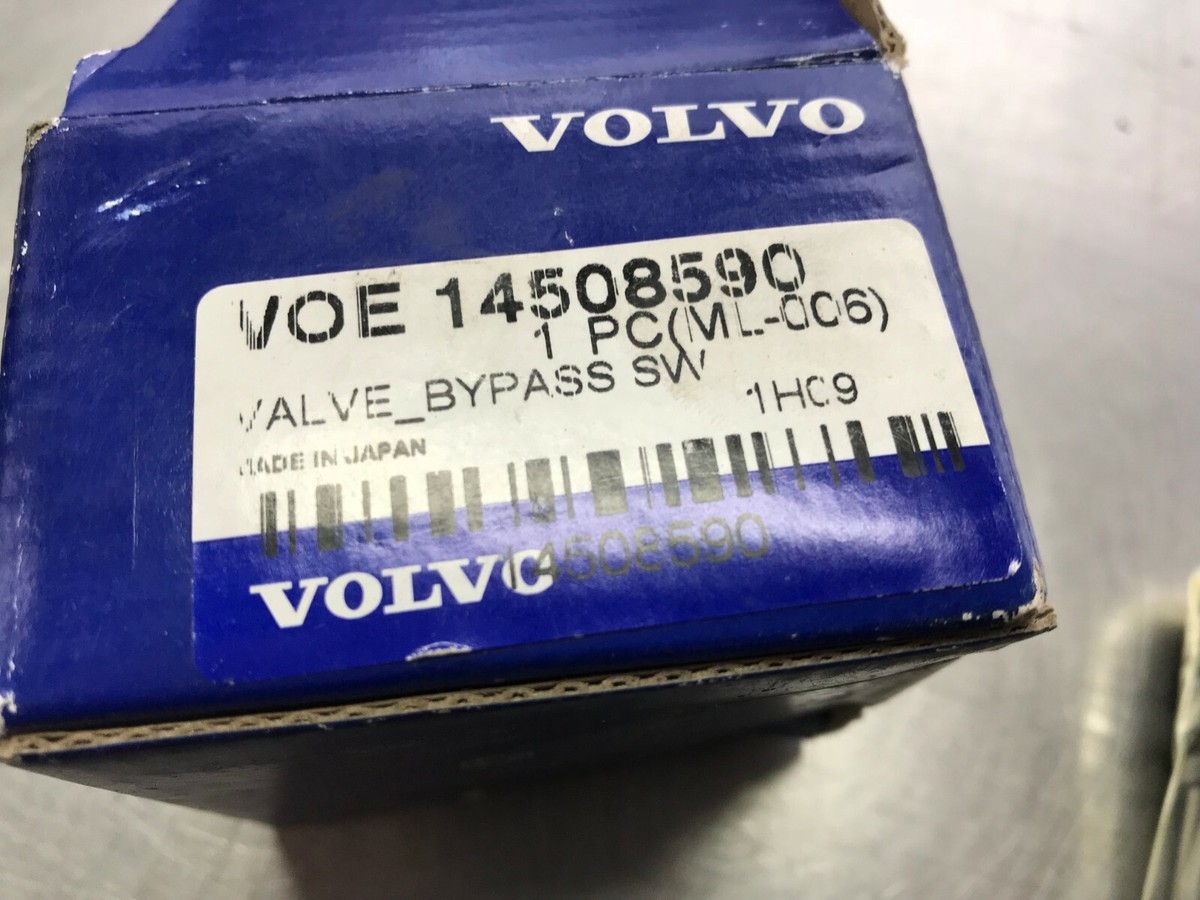 VOLVO
VOE 14508590
1 PC(ML-006)
VALVE_BYPASS SW
1H09
MADE IN JAPAN
14508590
VOLVO